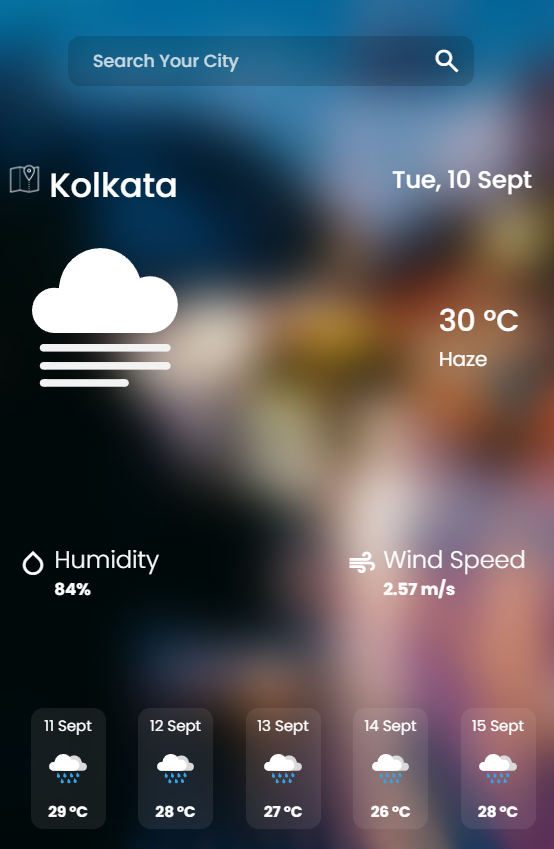 Search Your City
Kolkata
Tue, 10 Sept
30 °C
Haze
Humidity
84%
Wind Speed
2.57 m/s
11 Sept
12 Sept
13 Sept
14 Sept
15 Sept
29 °C
28 °C
27 °C
26 °C
28 °C